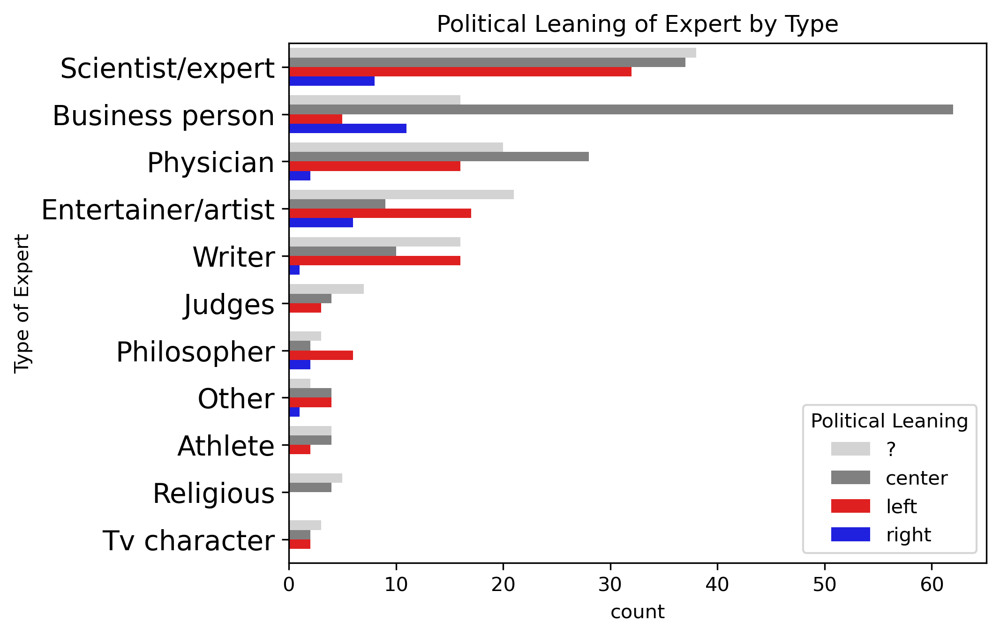 Political Leaning of Expert by Type
Type of Expert
Scientist/expert
Business person
Physician
Entertainer/artist
Writer
Judges
Philosopher
Other
Athlete
Religious
Tv character
Political Leaning
?
center
left
right
0 10 20 30 40 50 60
count